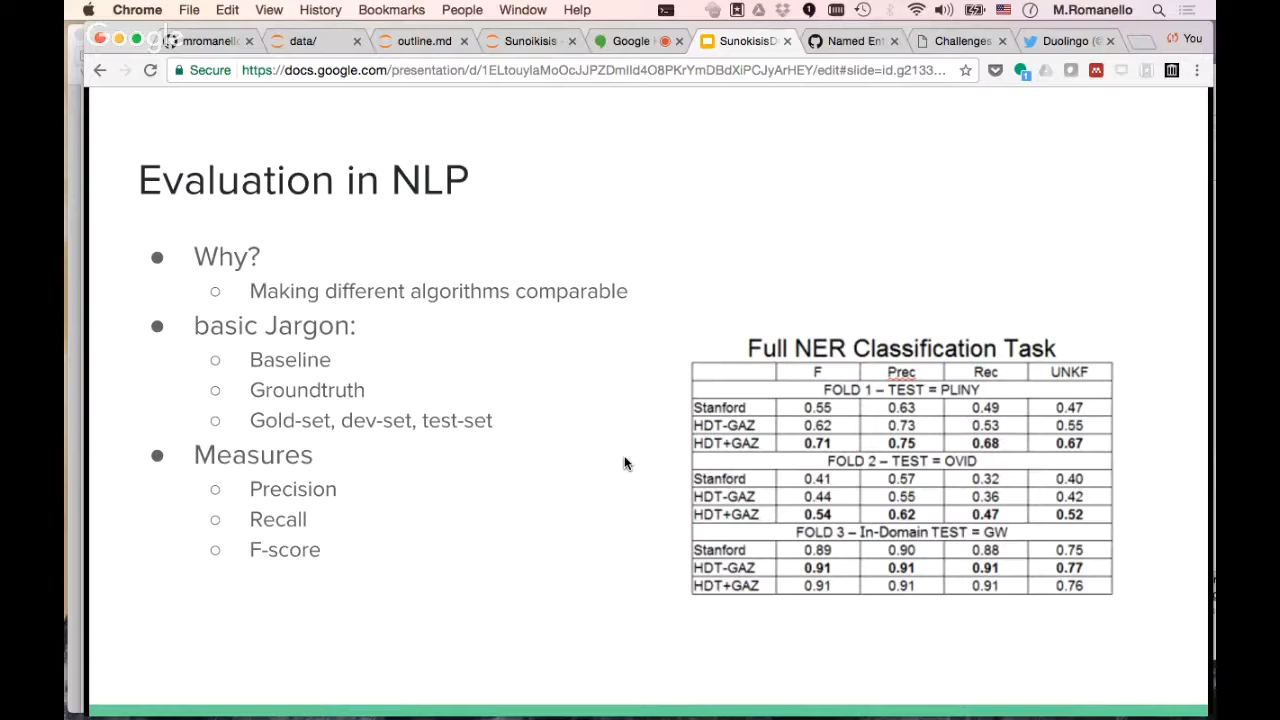 Chrome File Edit View History Bookmarks People Window Help M.Romanello
Google
mromanello data/ outline.md Sunoikisis Google SunokisisD Named Ent Challenges Duolingo ( You
Secure https://docs.google.com/presentation/d/1ELtouylaMoOcJJPZDmlId4O8PKrYmDBdXiPCJyArHEY/edit#slide=id.g2133...
Evaluation in NLP
● Why?
○ Making different algorithms comparable
● basic Jargon:
○ Baseline
○ Groundtruth
○ Gold-set, dev-set, test-set
● Measures
○ Precision
○ Recall
○ F-score
Full NER Classification Task
F Prec Rec UNKF
FOLD 1 – TEST = PLINY
Stanford 0.55 0.63 0.49 0.47
HDT-GAZ 0.62 0.73 0.53 0.55
HDT+GAZ 0.71 0.75 0.68 0.67
FOLD 2 – TEST = OVID
Stanford 0.41 0.57 0.32 0.40
HDT-GAZ 0.44 0.55 0.36 0.42
HDT+GAZ 0.54 0.62 0.47 0.52
FOLD 3 – In-Domain TEST = GW
Stanford 0.89 0.90 0.88 0.75
HDT-GAZ 0.91 0.91 0.91 0.77
HDT+GAZ 0.91 0.91 0.91 0.76